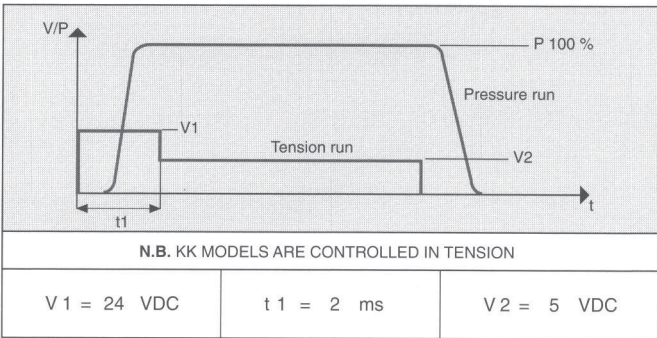 V/P
P 100 %
Pressure run
V1
Tension run
V2
t
t1
N.B. KK MODELS ARE CONTROLLED IN TENSION
V 1 = 24 VDC
t 1 = 2 ms
V 2 = 5 VDC